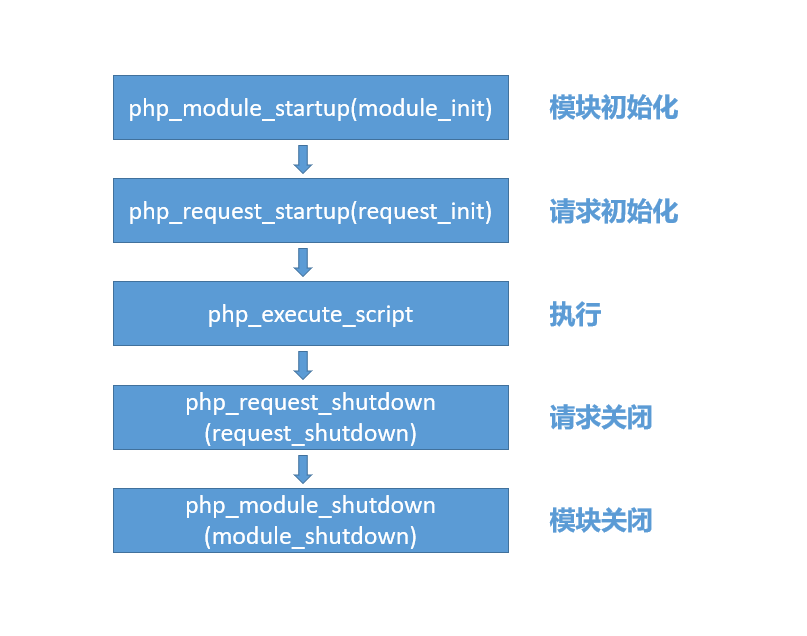 php_module_startup(module_init)
模块初始化
php_request_startup(request_init)
请求初始化
php_execute_script
执行
php_request_shutdown
(request_shutdown)
请求关闭
php_module_shutdown
(module_shutdown)
模块关闭